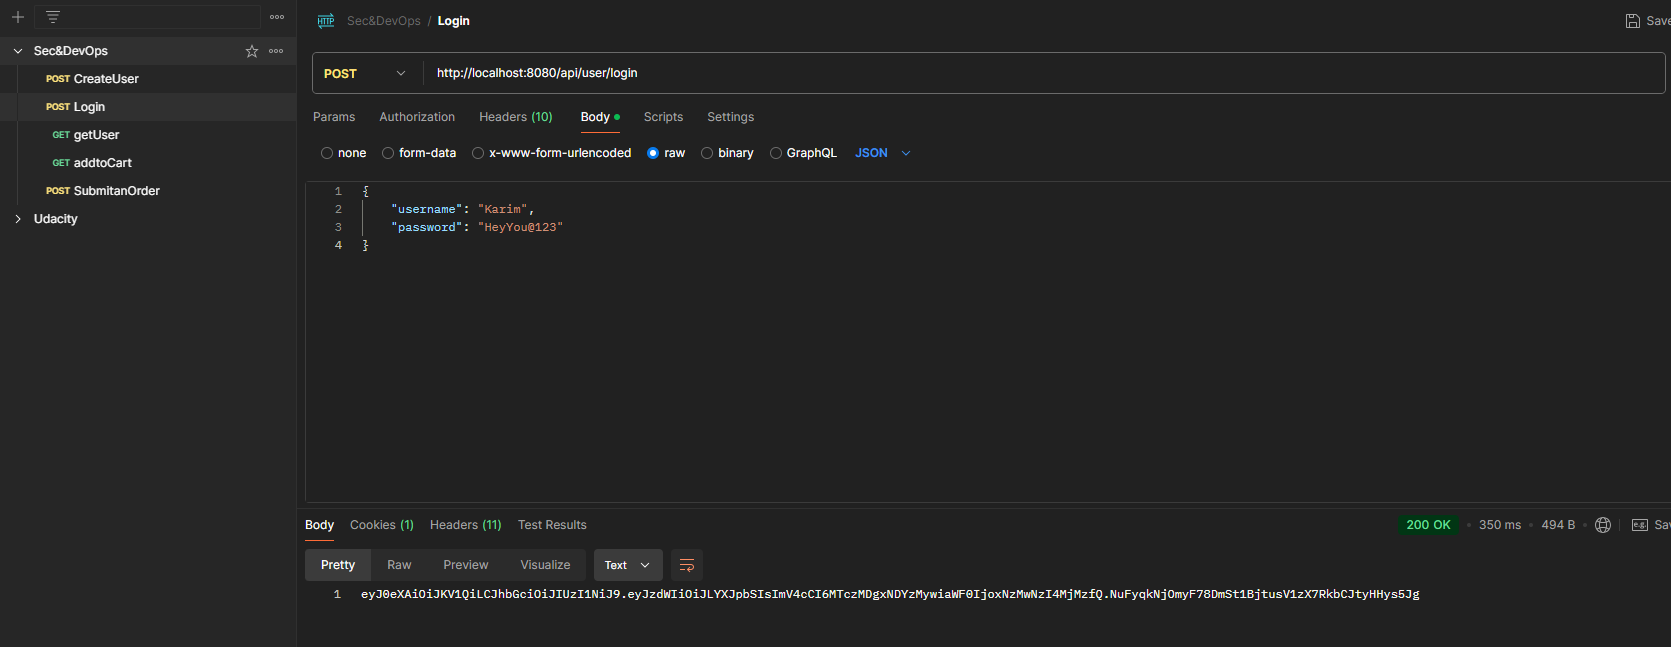 Sec&DevOps / Login
Save
Sec&DevOps
POST CreateUser
POST Login
GET getUser
GET addtoCart
POST SubmitanOrder
Udacity
POST
http://localhost:8080/api/user/login
Params Authorization Headers (10) Body Scripts Settings
none form-data x-www-form-urlencoded raw binary GraphQL JSON
1 {
2 "username": "Karim",
3 "password": "HeyYou@123"
4 }
Body Cookies (1) Headers (11) Test Results
200 OK • 350 ms • 494 B
Sav
Pretty Raw Preview Visualize Text
1 eyJ0eXAiOiJKV1QiLCJhbGciOiJIUzI1NiJ9.eyJzdWIiOiJLYXJpbSIsImV4cCI6MTczMDgxNDYzMywiaWF0IjoxNzMwNzI4MjMzfQ.NuFyqkNjOmyF78DmSt1BjtusV1zX7RkbCJtyHHys5Jg